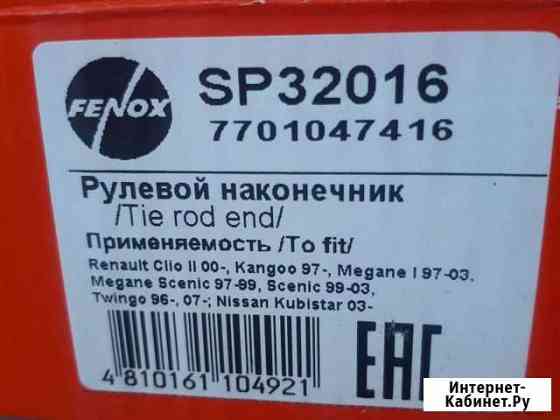 FENOX
SP32016
7701047416
Рулевой наконечник
/Tie rod end/
Применяемость /To fit/
Renault Clio II 00-, Kangoo 97-, Megane I 97-03,
Megane Scenic 97-99, Scenic 99-03,
Twingo 96-, 07-; Nissan Kubistar 03-
4 810161 104921
EAC
Интернет-
Кабинет.Ру